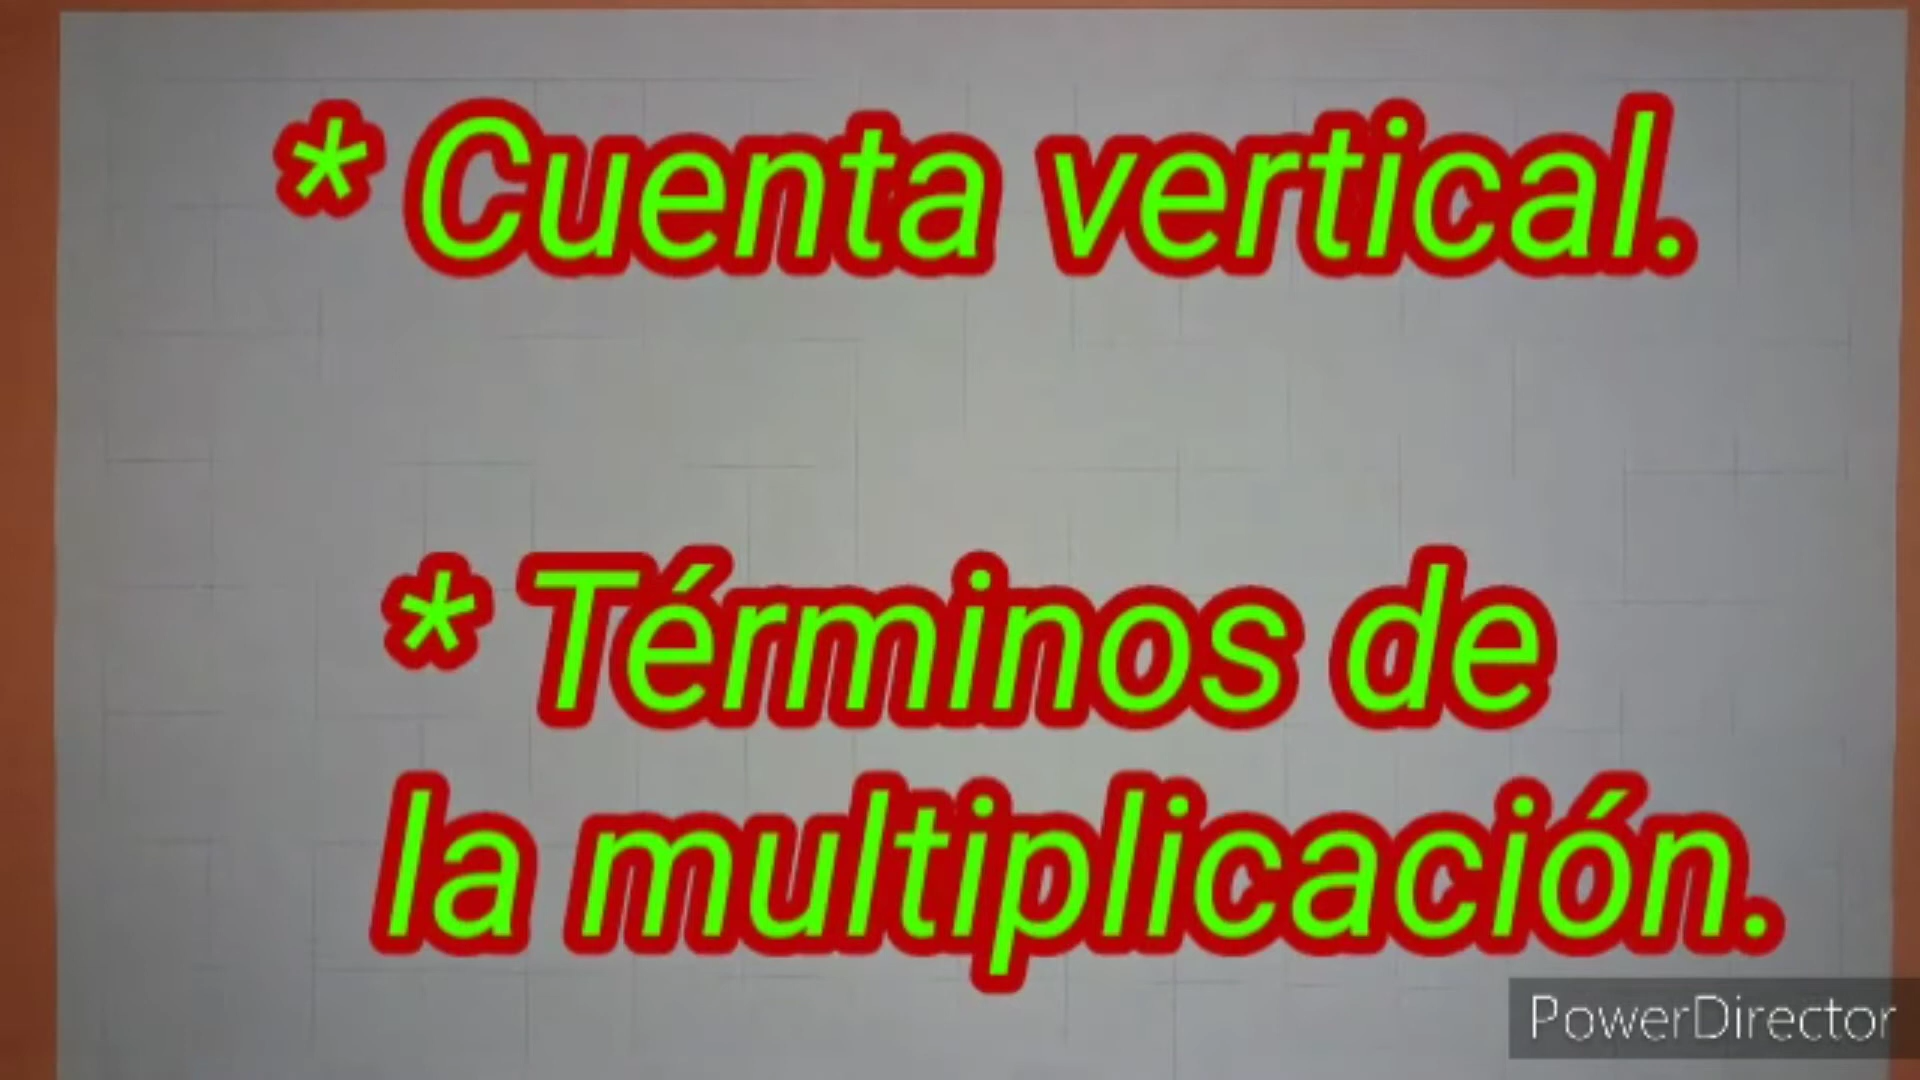 * Cuenta vertical.
* Términos de
la multiplicación.
PowerDirector